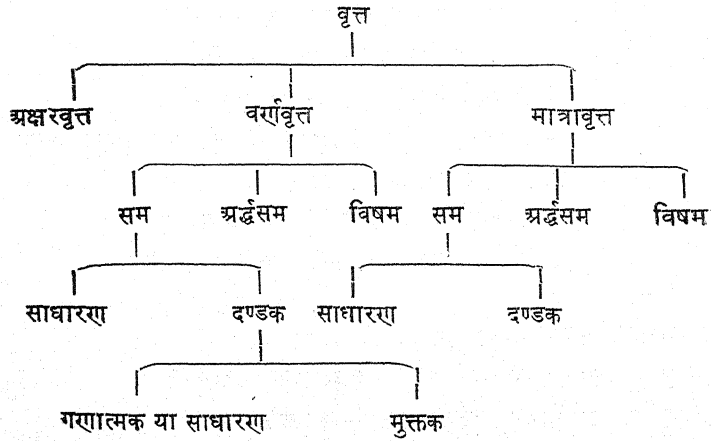 वृत्त
अक्षरवृत्त वर्णवृत्त मात्रावृत्त
सम अर्द्धसम विषम सम अर्द्धसम विषम
साधारण दण्डक साधारण दण्डक
गणात्मक या साधारण मुक्तक